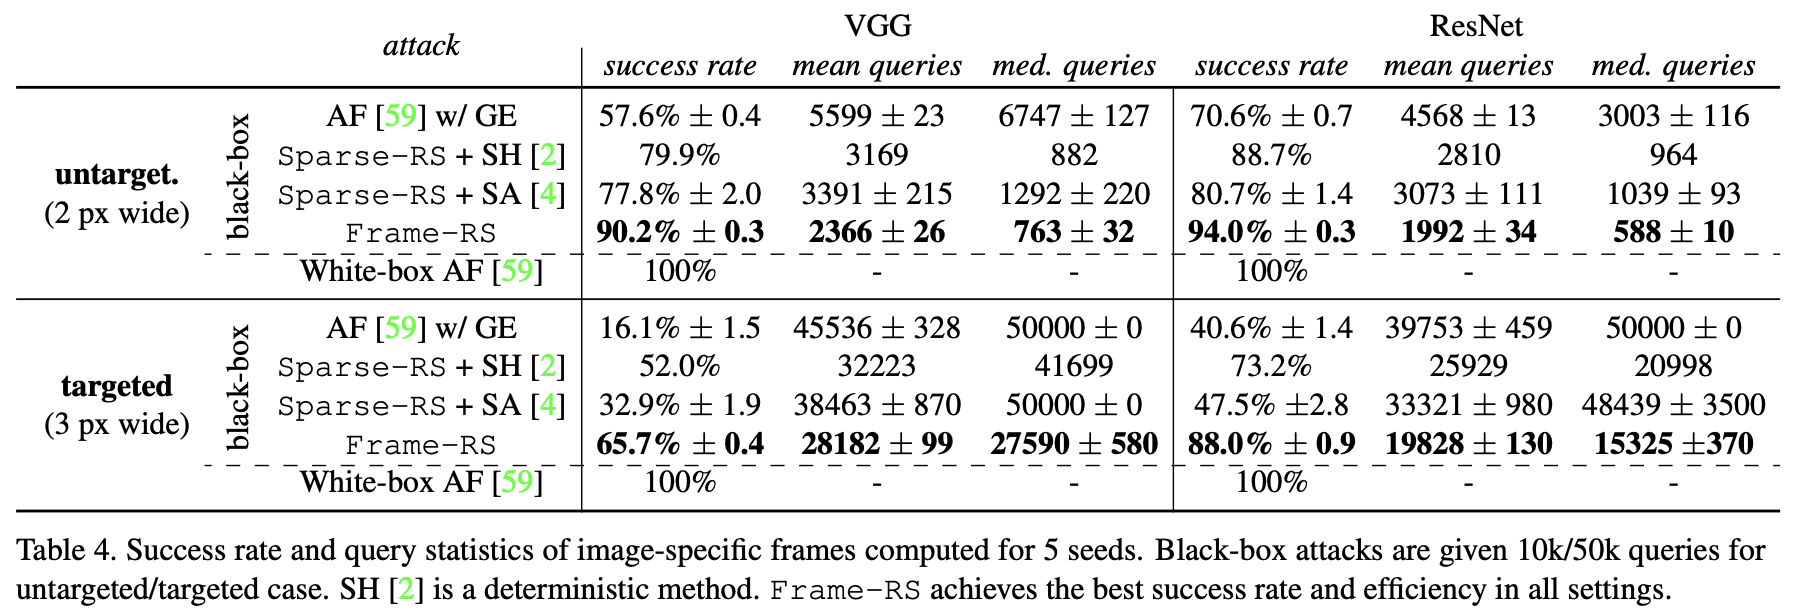 attack VGG ResNet
success rate mean queries med. queries success rate mean queries med. queries
untarget. (2 px wide) black-box AF [59] w/ GE 57.6% ± 0.4 5599 ± 23 6747 ± 127 70.6% ± 0.7 4568 ± 13 3003 ± 116
Sparse-RS + SH [2] 79.9% 3169 882 88.7% 2810 964
Sparse-RS + SA [4] 77.8% ± 2.0 3391 ± 215 1292 ± 220 80.7% ± 1.4 3073 ± 111 1039 ± 93
Frame-RS 90.2% ± 0.3 2366 ± 26 763 ± 32 94.0% ± 0.3 1992 ± 34 588 ± 10
White-box AF [59] 100% - - 100% - -
targeted (3 px wide) black-box AF [59] w/ GE 16.1% ± 1.5 45536 ± 328 50000 ± 0 40.6% ± 1.4 39753 ± 459 50000 ± 0
Sparse-RS + SH [2] 52.0% 32223 41699 73.2% 25929 20998
Sparse-RS + SA [4] 32.9% ± 1.9 38463 ± 870 50000 ± 0 47.5% ±2.8 33321 ± 980 48439 ± 3500
Frame-RS 65.7% ± 0.4 28182 ± 99 27590 ± 580 88.0% ± 0.9 19828 ± 130 15325 ±370
White-box AF [59] 100% - - 100% - -
Table 4. Success rate and query statistics of image-specific frames computed for 5 seeds. Black-box attacks are given 10k/50k queries for
untargeted/targeted case. SH [2] is a deterministic method. Frame-RS achieves the best success rate and efficiency in all settings.